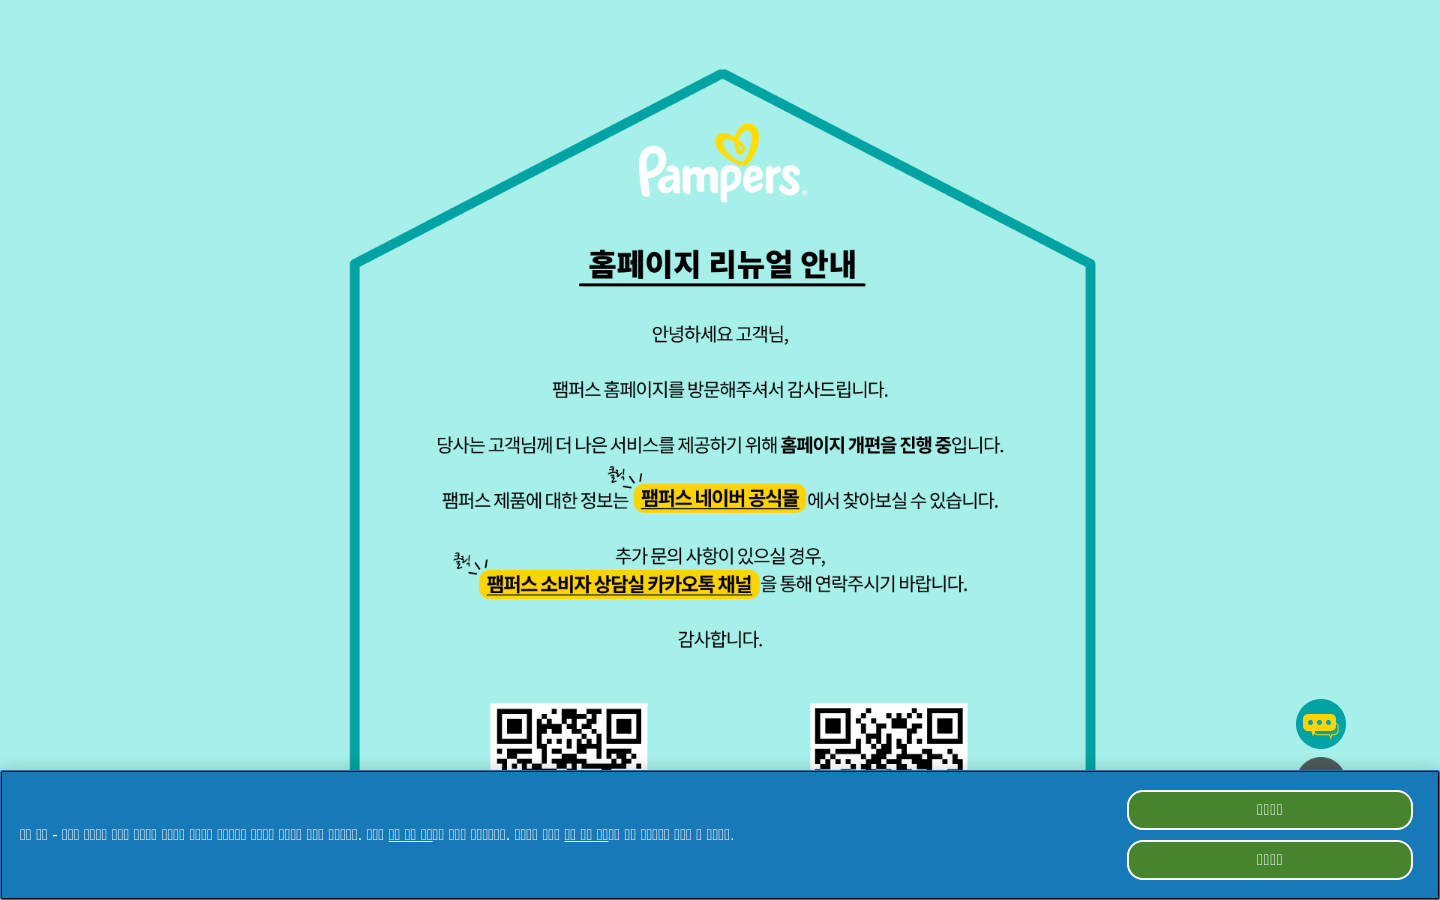 Pampers
홈페이지 리뉴얼 안내
안녕하세요 고객님,
팸퍼스 홈페이지를 방문해주셔서 감사드립니다.
당사는 고객님께 더 나은 서비스를 제공하기 위해 홈페이지 개편을 진행 중입니다.
클릭
팸퍼스 제품에 대한 정보는 팸퍼스 네이버 공식몰 에서 찾아보실 수 있습니다.
추가 문의 사항이 있으실 경우,
클릭
팸퍼스 소비자 상담실 카카오톡 채널 을 통해 연락주시기 바랍니다.
감사합니다.